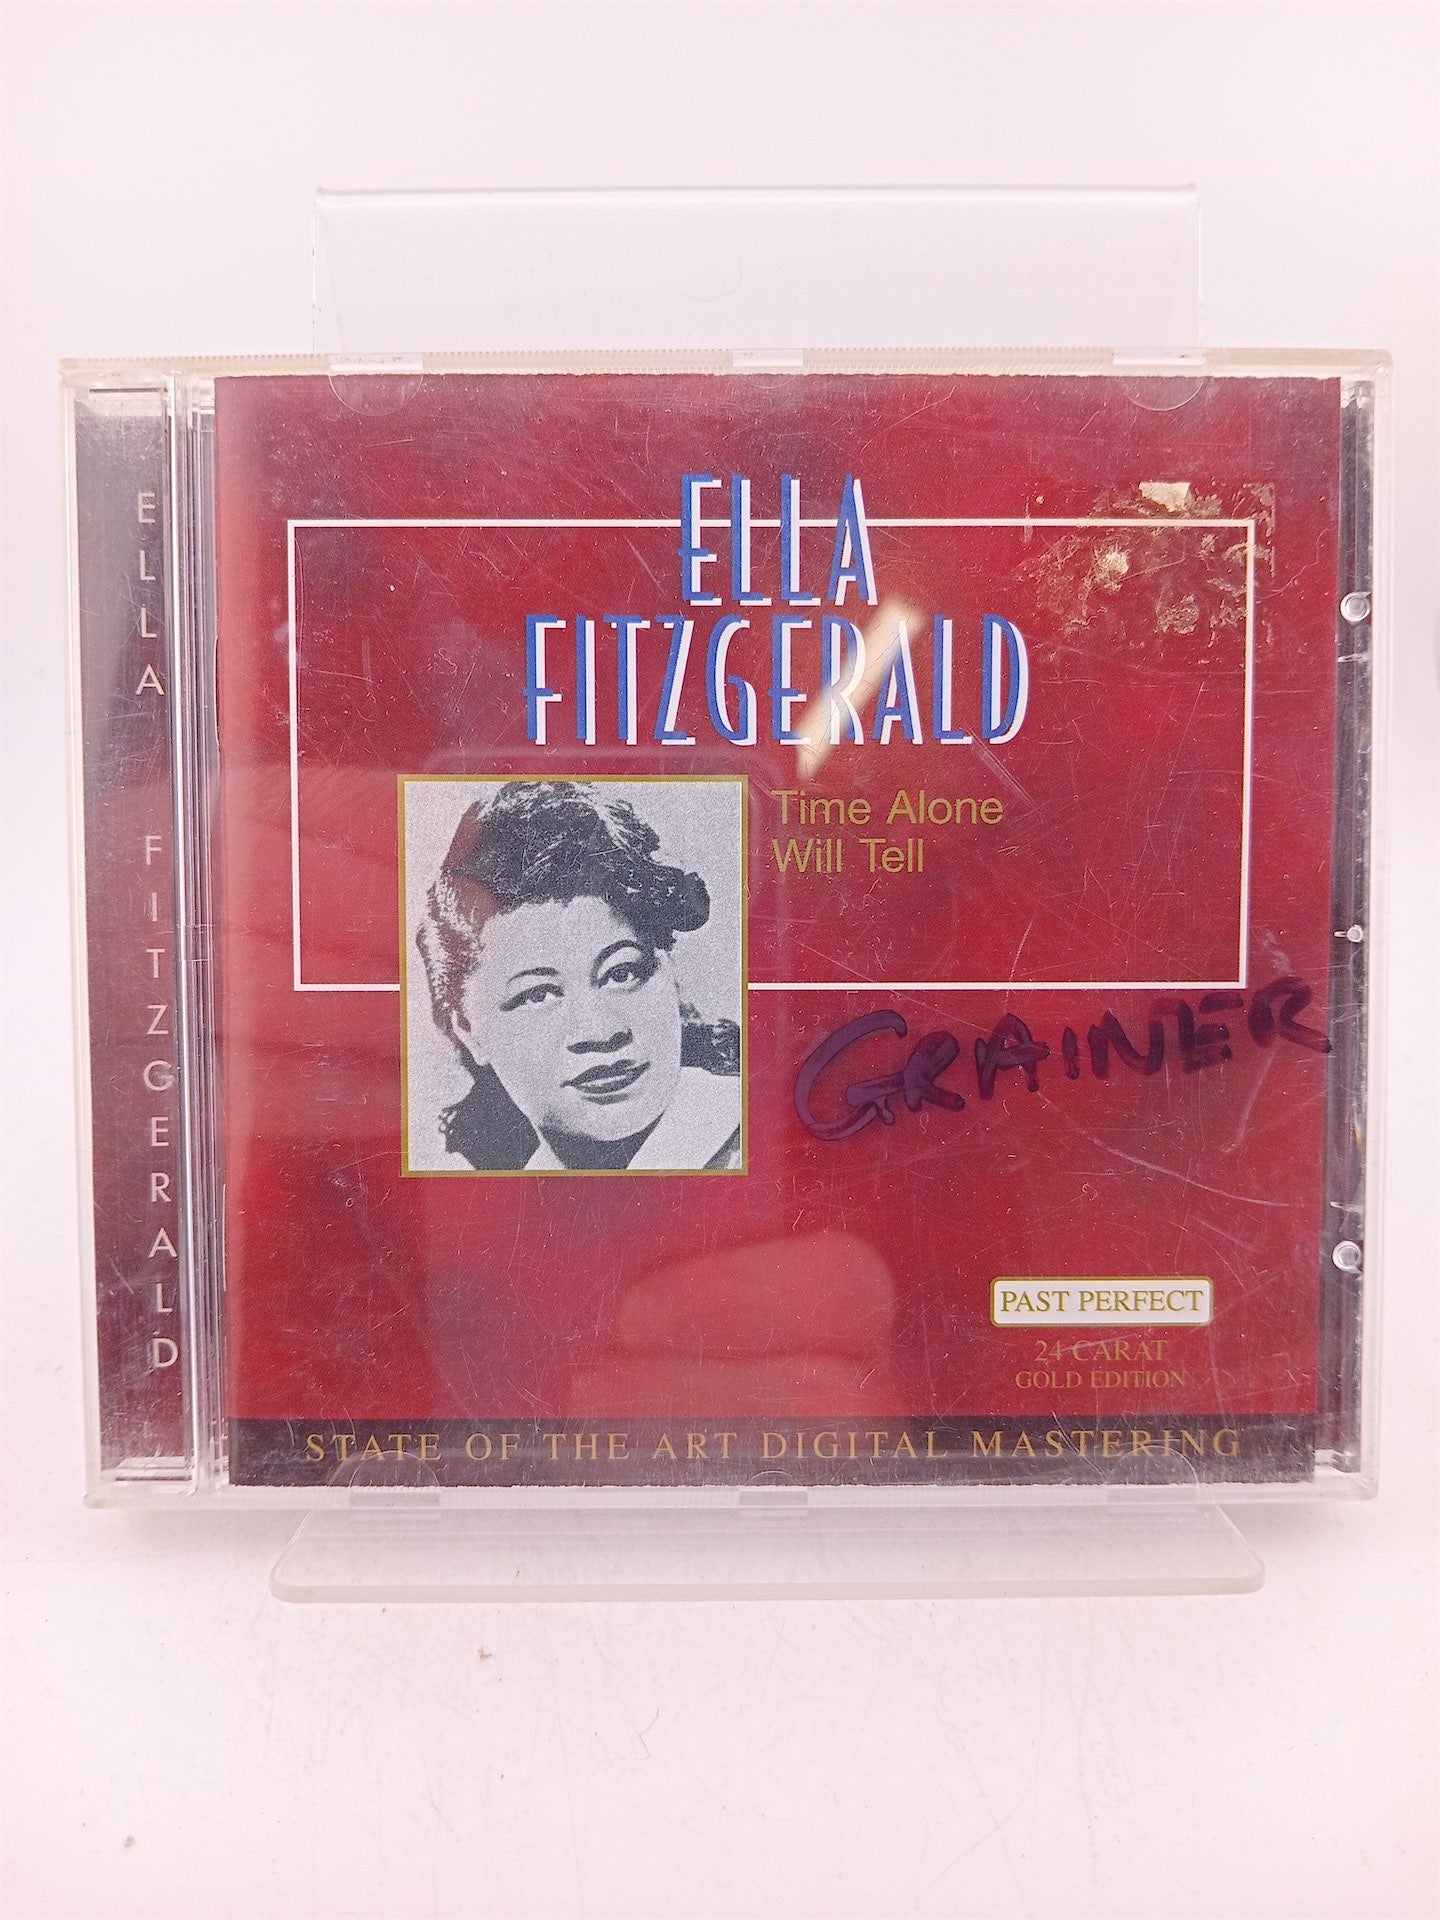 ELLA FITZGERALD
ELLA
FITZGERALD
Time Alone
Will Tell
GRAINER
PAST PERFECT
24 CARAT
GOLD EDITION
STATE OF THE ART DIGITAL MASTERING